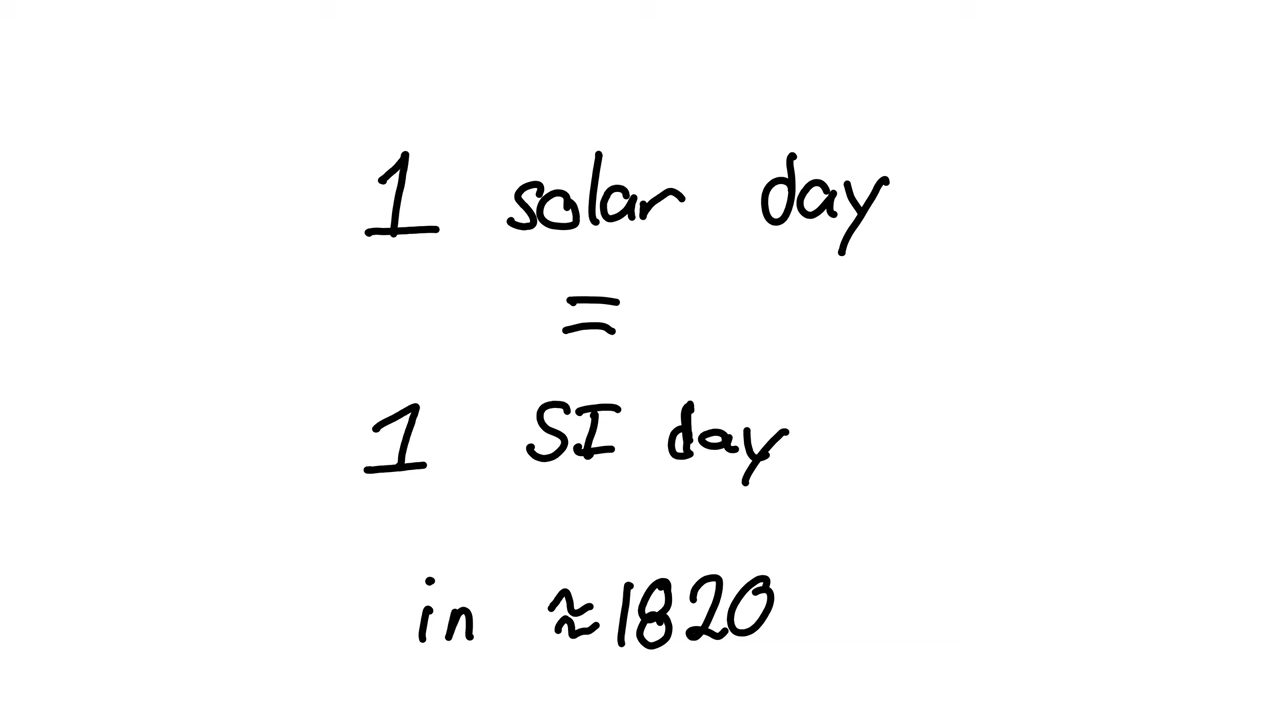 1 solar day
=
1 SI day
in ≈1820